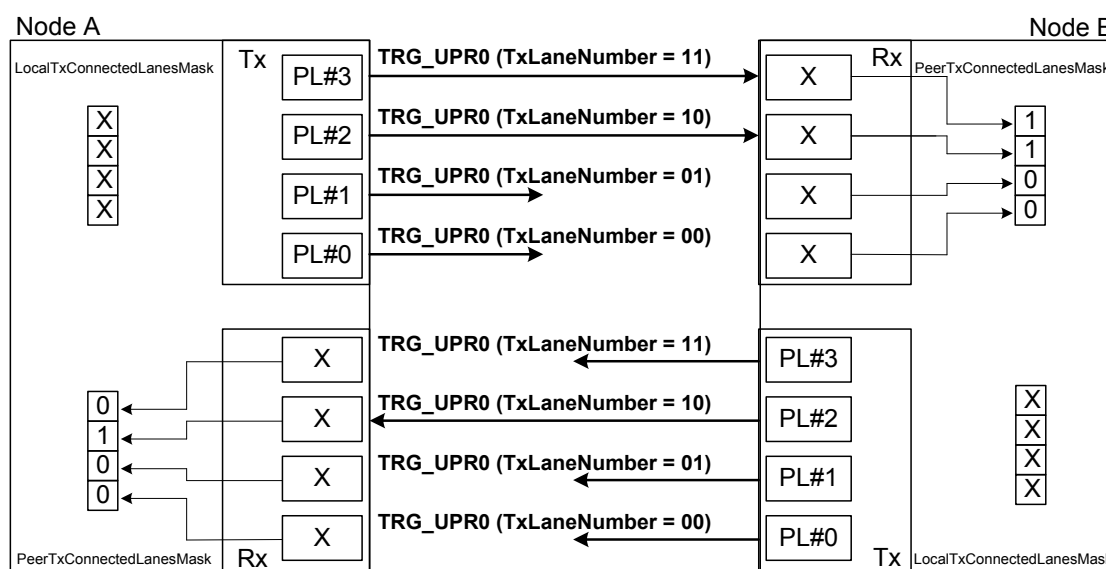 Node A
Node B
LocalTxConnectedLanesMask
Tx
PL#3
TRG_UPR0 (TxLaneNumber = 11)
X
Rx
PeerTxConnectedLanesMask
X
X
X
X
PL#2
TRG_UPR0 (TxLaneNumber = 10)
X
1
1
0
0
PL#1
TRG_UPR0 (TxLaneNumber = 01)
X
PL#0
TRG_UPR0 (TxLaneNumber = 00)
X
X
TRG_UPR0 (TxLaneNumber = 11)
PL#3
0
1
0
0
X
TRG_UPR0 (TxLaneNumber = 10)
PL#2
X
X
X
X
X
TRG_UPR0 (TxLaneNumber = 01)
PL#1
X
TRG_UPR0 (TxLaneNumber = 00)
PL#0
PeerTxConnectedLanesMask
Rx
Tx
LocalTxConnectedLanesMask